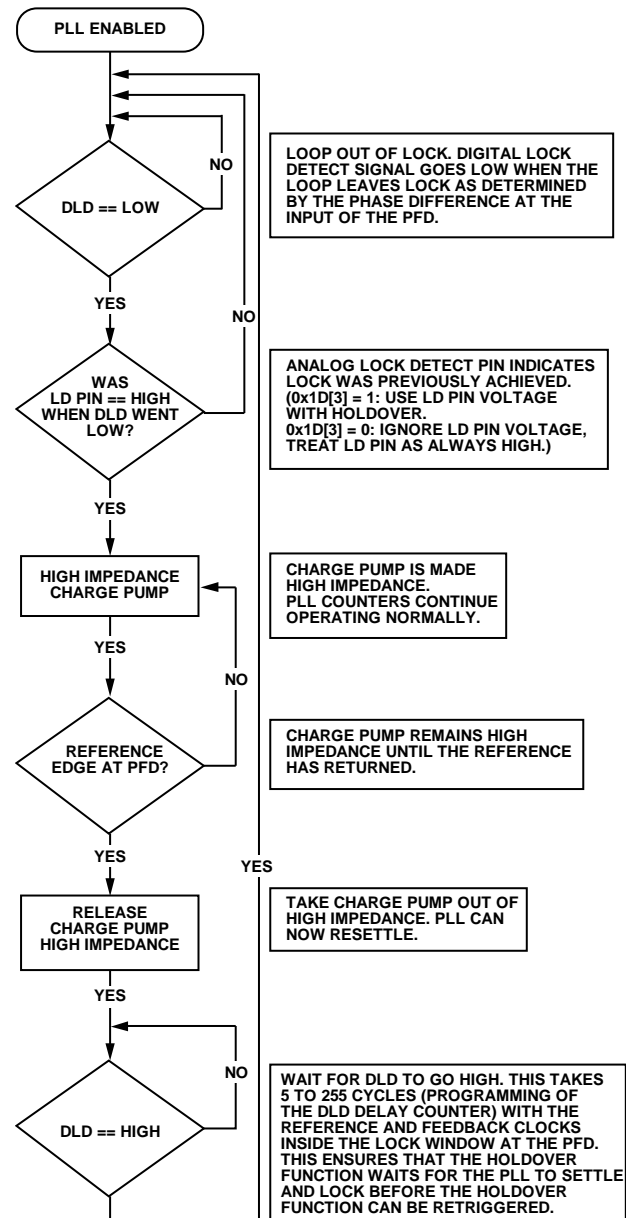 PLL ENABLED
NO
DLD == LOW
LOOP OUT OF LOCK. DIGITAL LOCK
DETECT SIGNAL GOES LOW WHEN THE
LOOP LEAVES LOCK AS DETERMINED
BY THE PHASE DIFFERENCE AT THE
INPUT OF THE PFD.
YES
NO
WAS
LD PIN == HIGH
WHEN DLD WENT
LOW?
ANALOG LOCK DETECT PIN INDICATES
LOCK WAS PREVIOUSLY ACHIEVED.
(0x1D[3] = 1: USE LD PIN VOLTAGE
WITH HOLDOVER.
0x1D[3] = 0: IGNORE LD PIN VOLTAGE,
TREAT LD PIN AS ALWAYS HIGH.)
YES
HIGH IMPEDANCE
CHARGE PUMP
CHARGE PUMP IS MADE
HIGH IMPEDANCE.
PLL COUNTERS CONTINUE
OPERATING NORMALLY.
YES
NO
REFERENCE
EDGE AT PFD?
CHARGE PUMP REMAINS HIGH
IMPEDANCE UNTIL THE REFERENCE
HAS RETURNED.
YES
YES
RELEASE
CHARGE PUMP
HIGH IMPEDANCE
TAKE CHARGE PUMP OUT OF
HIGH IMPEDANCE. PLL CAN
NOW RESETTLE.
YES
NO
DLD == HIGH
WAIT FOR DLD TO GO HIGH. THIS TAKES
5 TO 255 CYCLES (PROGRAMMING OF
THE DLD DELAY COUNTER) WITH THE
REFERENCE AND FEEDBACK CLOCKS
INSIDE THE LOCK WINDOW AT THE PFD.
THIS ENSURES THAT THE HOLDOVER
FUNCTION WAITS FOR THE PLL TO SETTLE
AND LOCK BEFORE THE HOLDOVER
FUNCTION CAN BE RETRIGGERED.